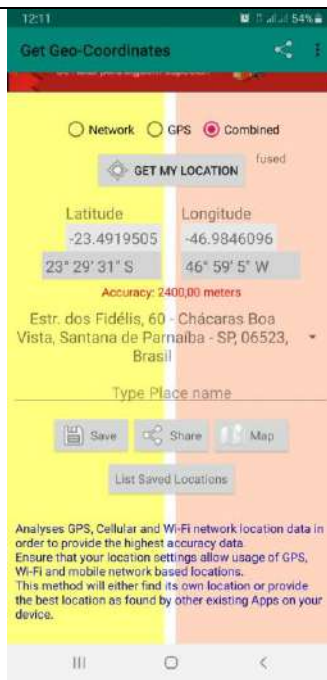 12:11
54%
Get Geo-Coordinates
Network GPS Combined
GET MY LOCATION
fused
Latitude Longitude
-23.4919505 -46.9846096
23° 29' 31" S 46° 59' 5" W
Accuracy: 2400,00 meters
Estr. dos Fidélis, 60 - Chácaras Boa
Vista, Santana de Parnaíba - SP, 06523,
Brasil
Type Place name
Save Share Map
List Saved Locations
Analyses GPS, Cellular and Wi-Fi network location data in
order to provide the highest
accuracy data.
Ensure that your location settings allow usage of GPS,
Wi-Fi and mobile network based locations.
This method will either find its own location or provide
the best location as found by other existing Apps on your
device.